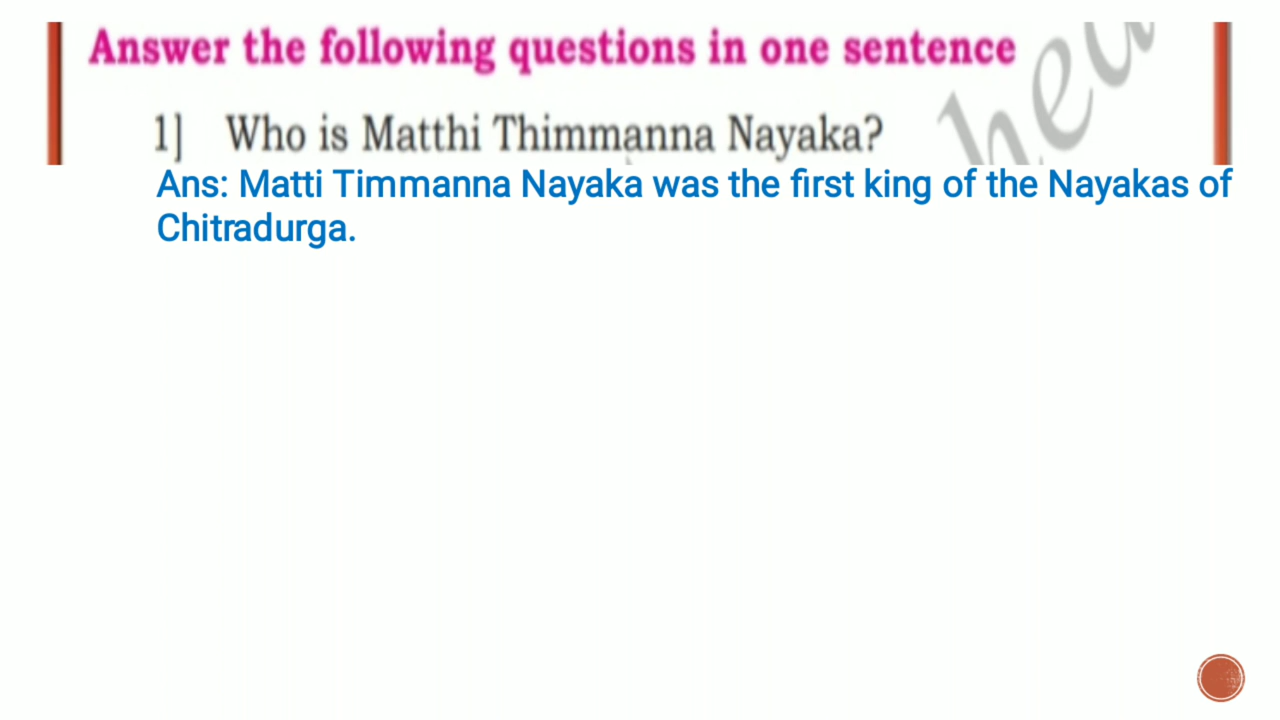 Answer the following questions in one sentence
1] Who is Matthi Thimmanna Nayaka?
Ans: Matti Timmanna Nayaka was the first king of the Nayakas of
Chitradurga.